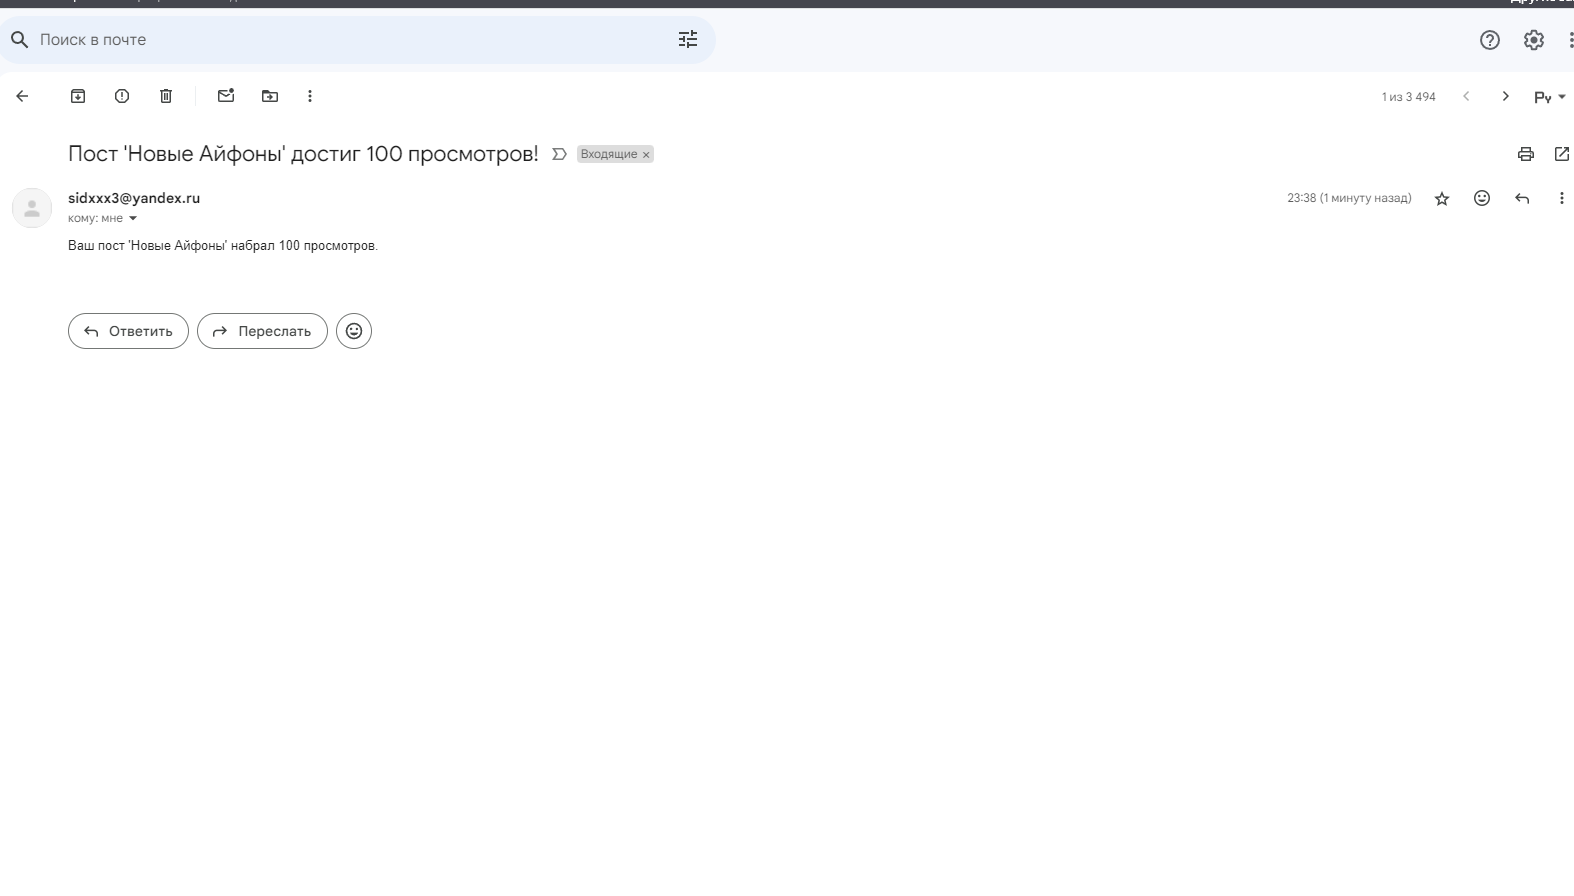 Поиск в почте
1 из 3 494
Ру
Пост 'Новые Айфоны' достиг 100 просмотров!
Входящие ×
sidxxx3@yandex.ru
23:38 (1 минуту назад)
кому: мне
Ваш пост 'Новые Айфоны' набрал 100 просмотров.
Ответить
Переслать